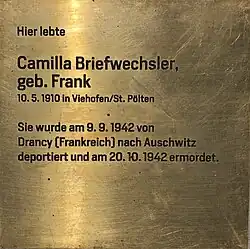 Hier lebte
Camilla Briefwechsler,
geb. Frank
10. 5. 1910 in Viehofen/St. Pölten
Sie wurde am 9. 9. 1942 von
Drancy (Frankreich) nach Auschwitz
deportiert und am 20. 10. 1942 ermordet.